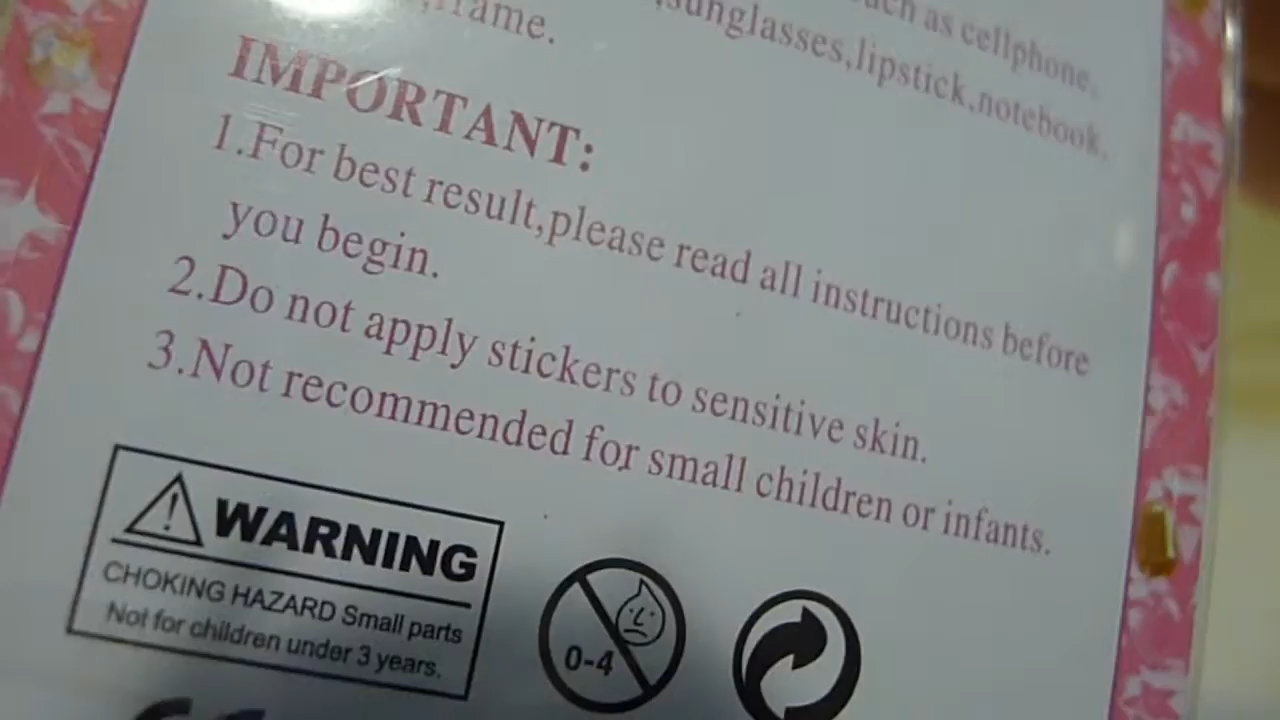 as cellphone,
,frame.
sunglasses,lipstick,notebook,
IMPORTANT:
1.For best result,please read all instructions before
you begin.
2.Do not apply stickers to sensitive skin.
3.Not recommended for small children or infants.
WARNING
CHOKING HAZARD Small parts
Not for children under 3 years.
0-4